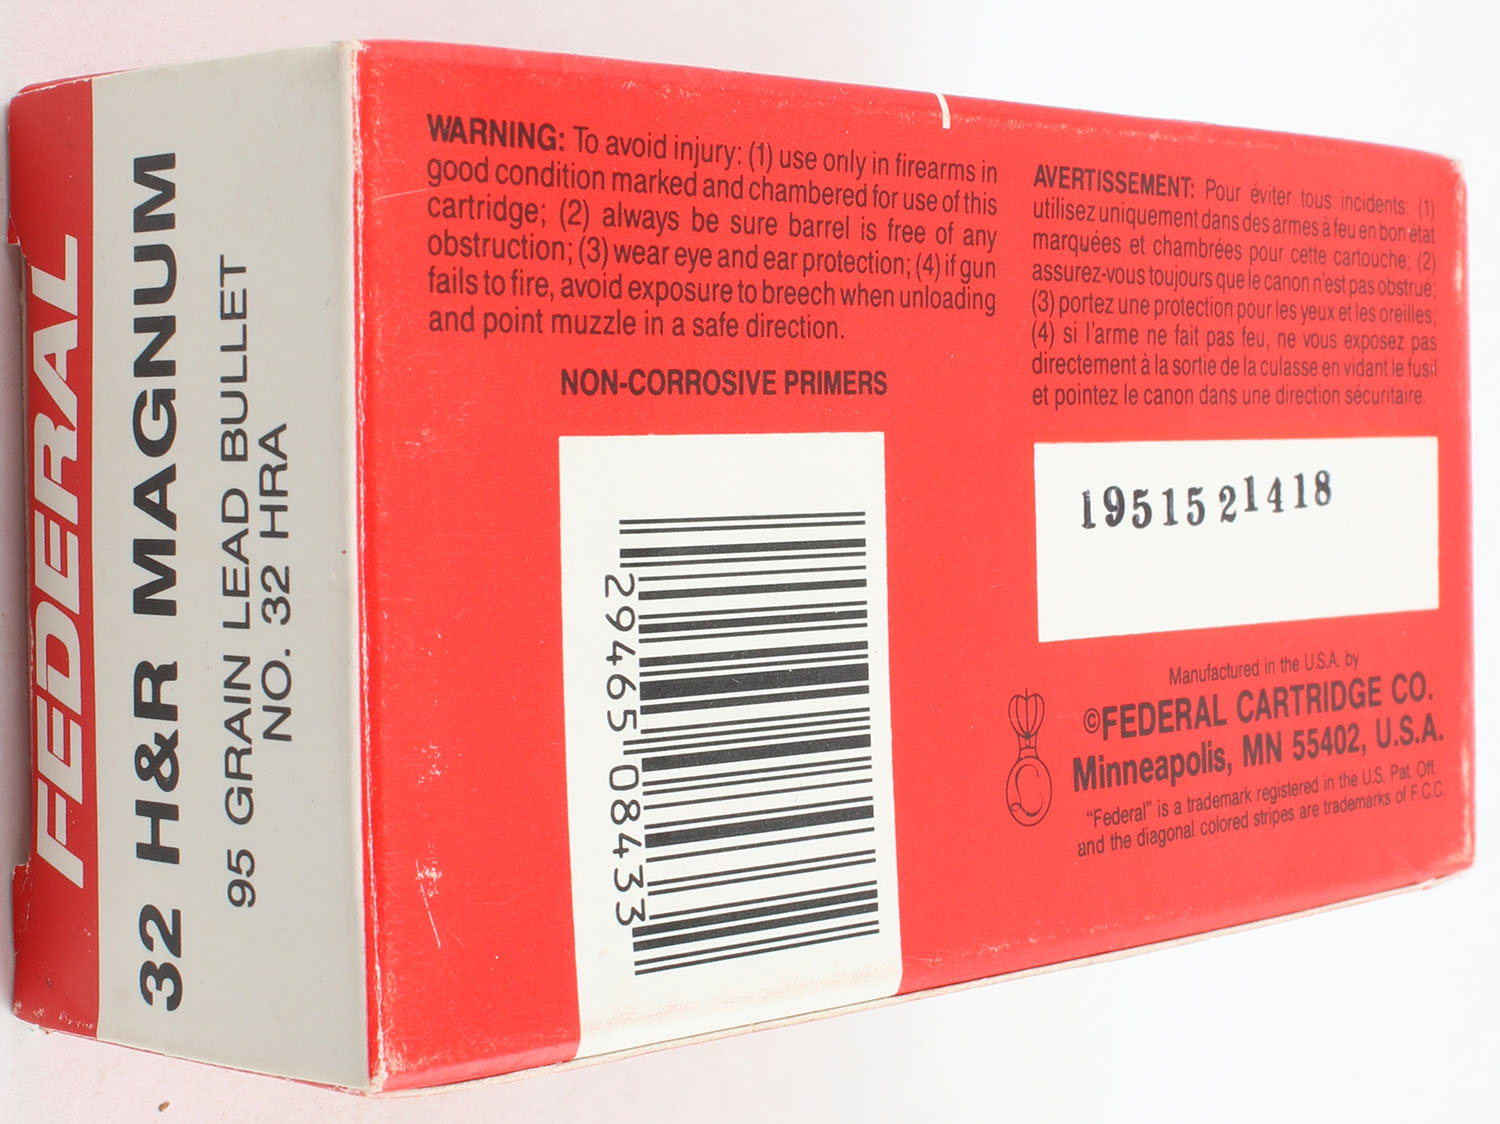 FEDERAL
32 H&R MAGNUM
95 GRAIN LEAD BULLET
NO. 32 HRA
WARNING: To avoid injury: (1) use only in firearms in
good condition marked and chambered for use of this
cartridge; (2) always be sure barrel is free of any
obstruction; (3) wear eye and ear protection; (4) if gun
fails to fire, avoid exposure to breech when unloading
and point muzzle in a safe direction.
NON-CORROSIVE PRIMERS
29465 08433
AVERTISSEMENT: Pour éviter tous incidents: (1)
utilisez uniquement dans des armes à feu en bon état
marquées et chambrées pour cette cartouche; (2)
assurez-vous toujours que le canon n'est pas obstrué;
(3) portez une protection pour les yeux et les oreilles;
(4) si l'arme ne fait pas feu, ne vous exposez pas
directement à la sortie de la culasse en vidant le fusil
et pointez le canon dans une direction sécuritaire.
19515 21418
Manufactured in the U.S.A. by
©FEDERAL CARTRIDGE CO.
Minneapolis, MN 55402, U.S.A.
"Federal" is a trademark registered in the U.S. Pat. Off.
and the diagonal colored stripes are trademarks of F.C.C.